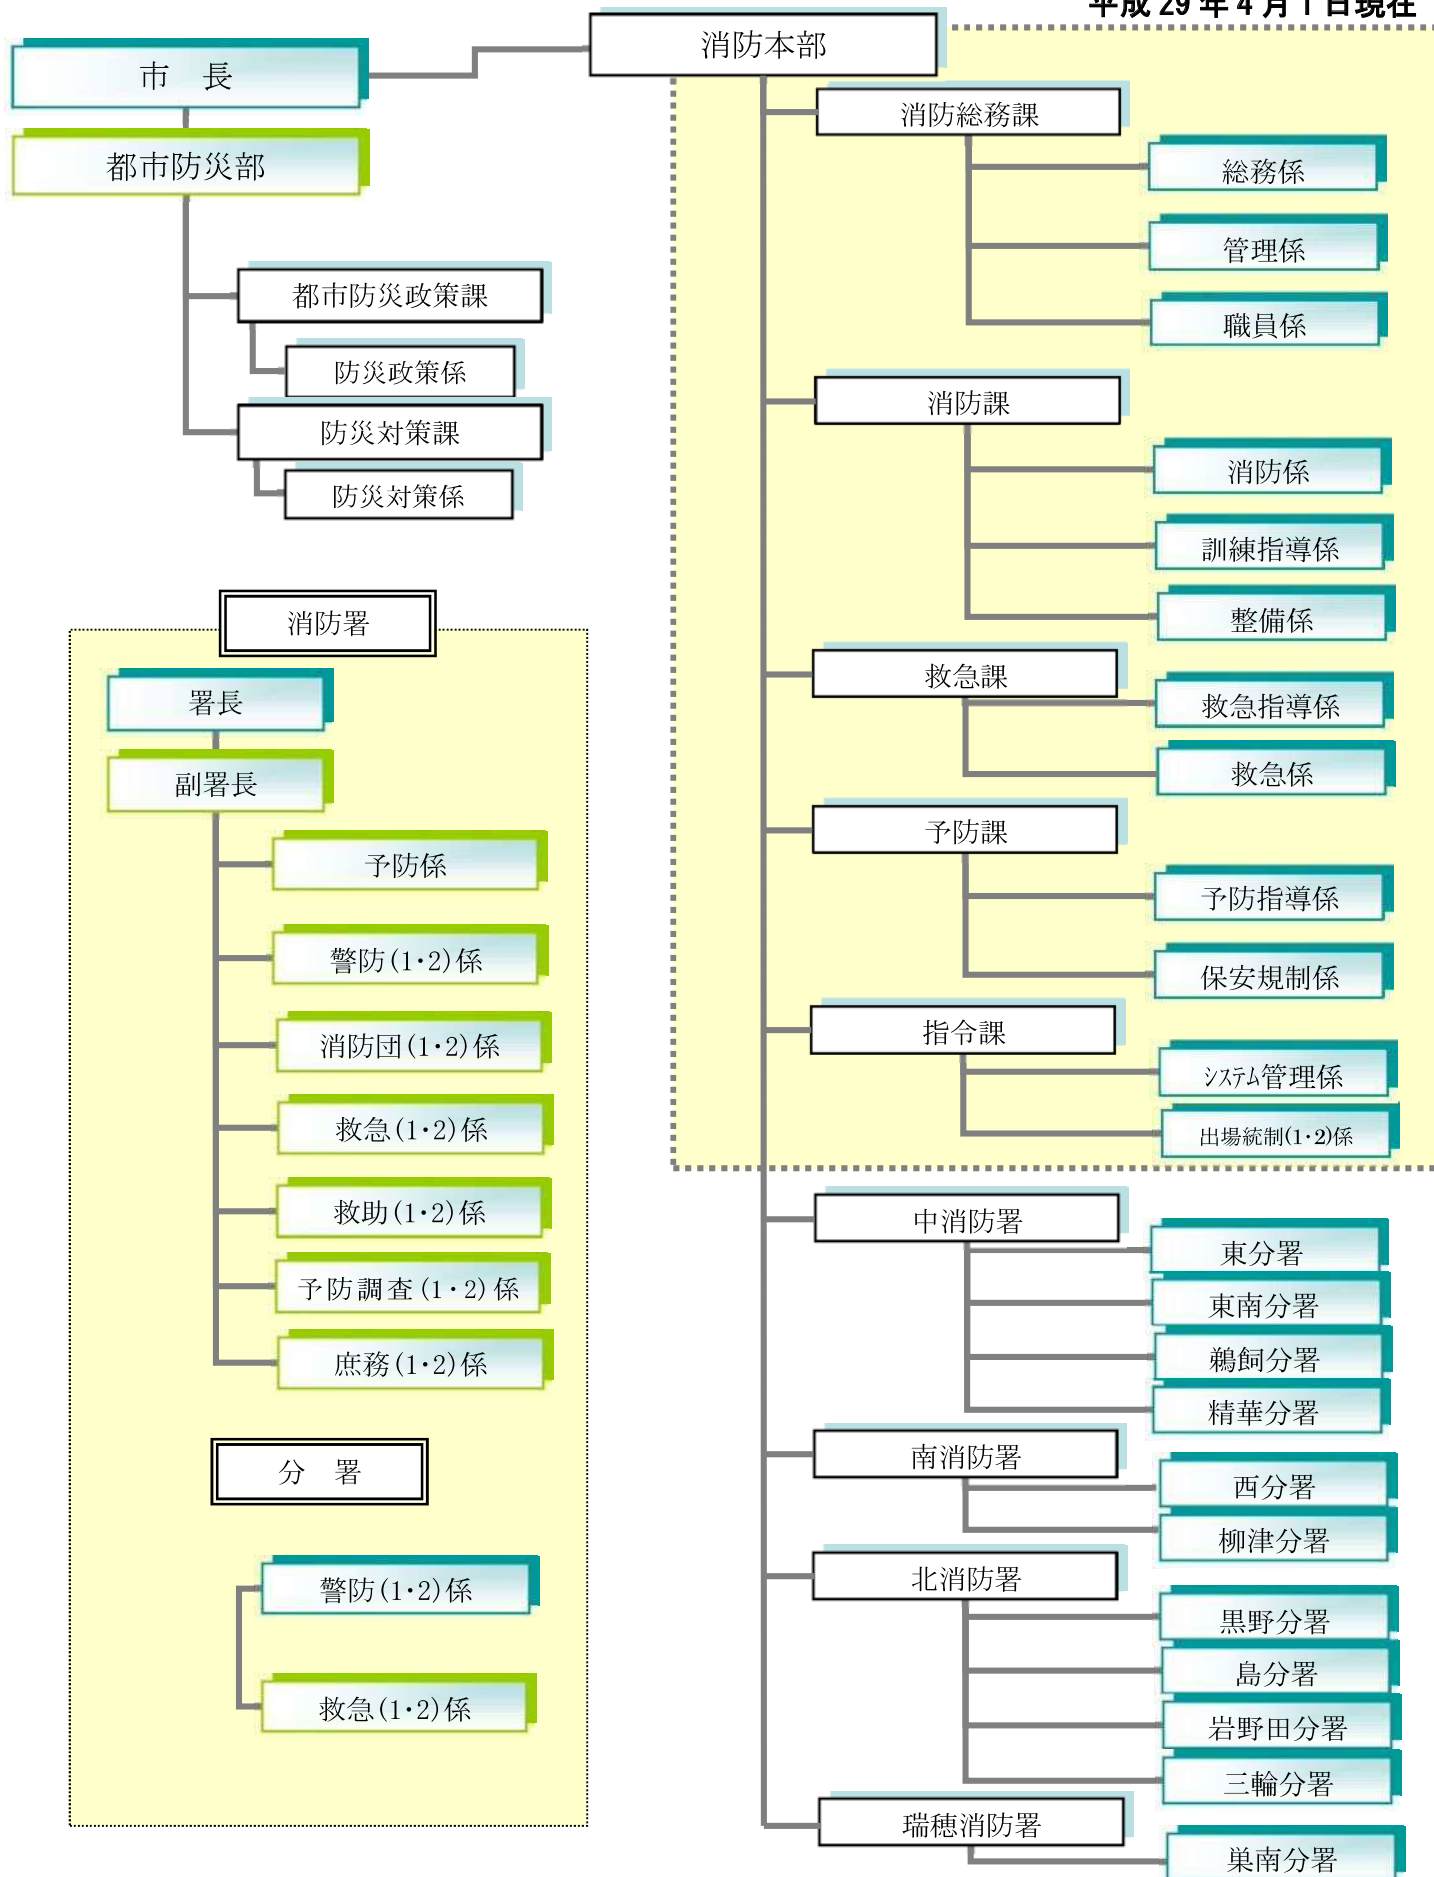 平成 29 年 4 月 1 日現在
市　長
都市防災部
都市防災政策課
防災政策係
防災対策課
防災対策係
消防本部
消防総務課
総務係
管理係
職員係
消防課
消防係
訓練指導係
整備係
救急課
救急指導係
救急係
予防課
予防指導係
保安規制係
指令課
システム管理係
出場統制(1・2)係
中消防署
東分署
東南分署
鵜飼分署
精華分署
南消防署
西分署
柳津分署
北消防署
黒野分署
島分署
岩野田分署
三輪分署
瑞穂消防署
巣南分署
消防署
署長
副署長
予防係
警防(1・2)係
消防団(1・2)係
救急(1・2)係
救助(1・2)係
予防調査(1・2)係
庶務(1・2)係
分　署
警防(1・2)係
救急(1・2)係